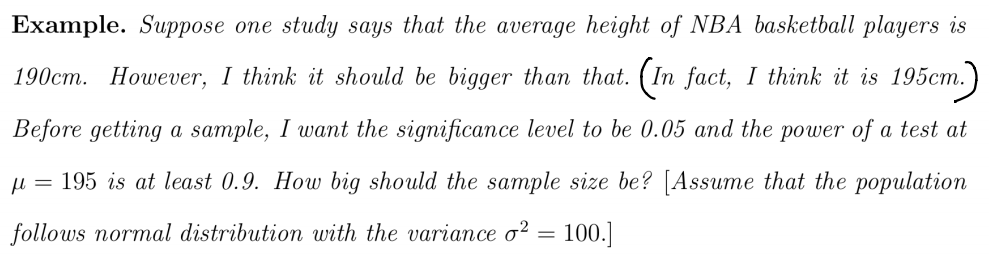 Example. Suppose one study says that the average height of NBA basketball players is
190cm. However, I think it should be bigger than that. (In fact, I think it is 195cm.)
Before getting a sample, I want the significance level to be 0.05 and the power of a test at
μ = 195 is at least 0.9. How big should the sample size be? [Assume that the population
follows normal distribution with the variance σ² = 100.]